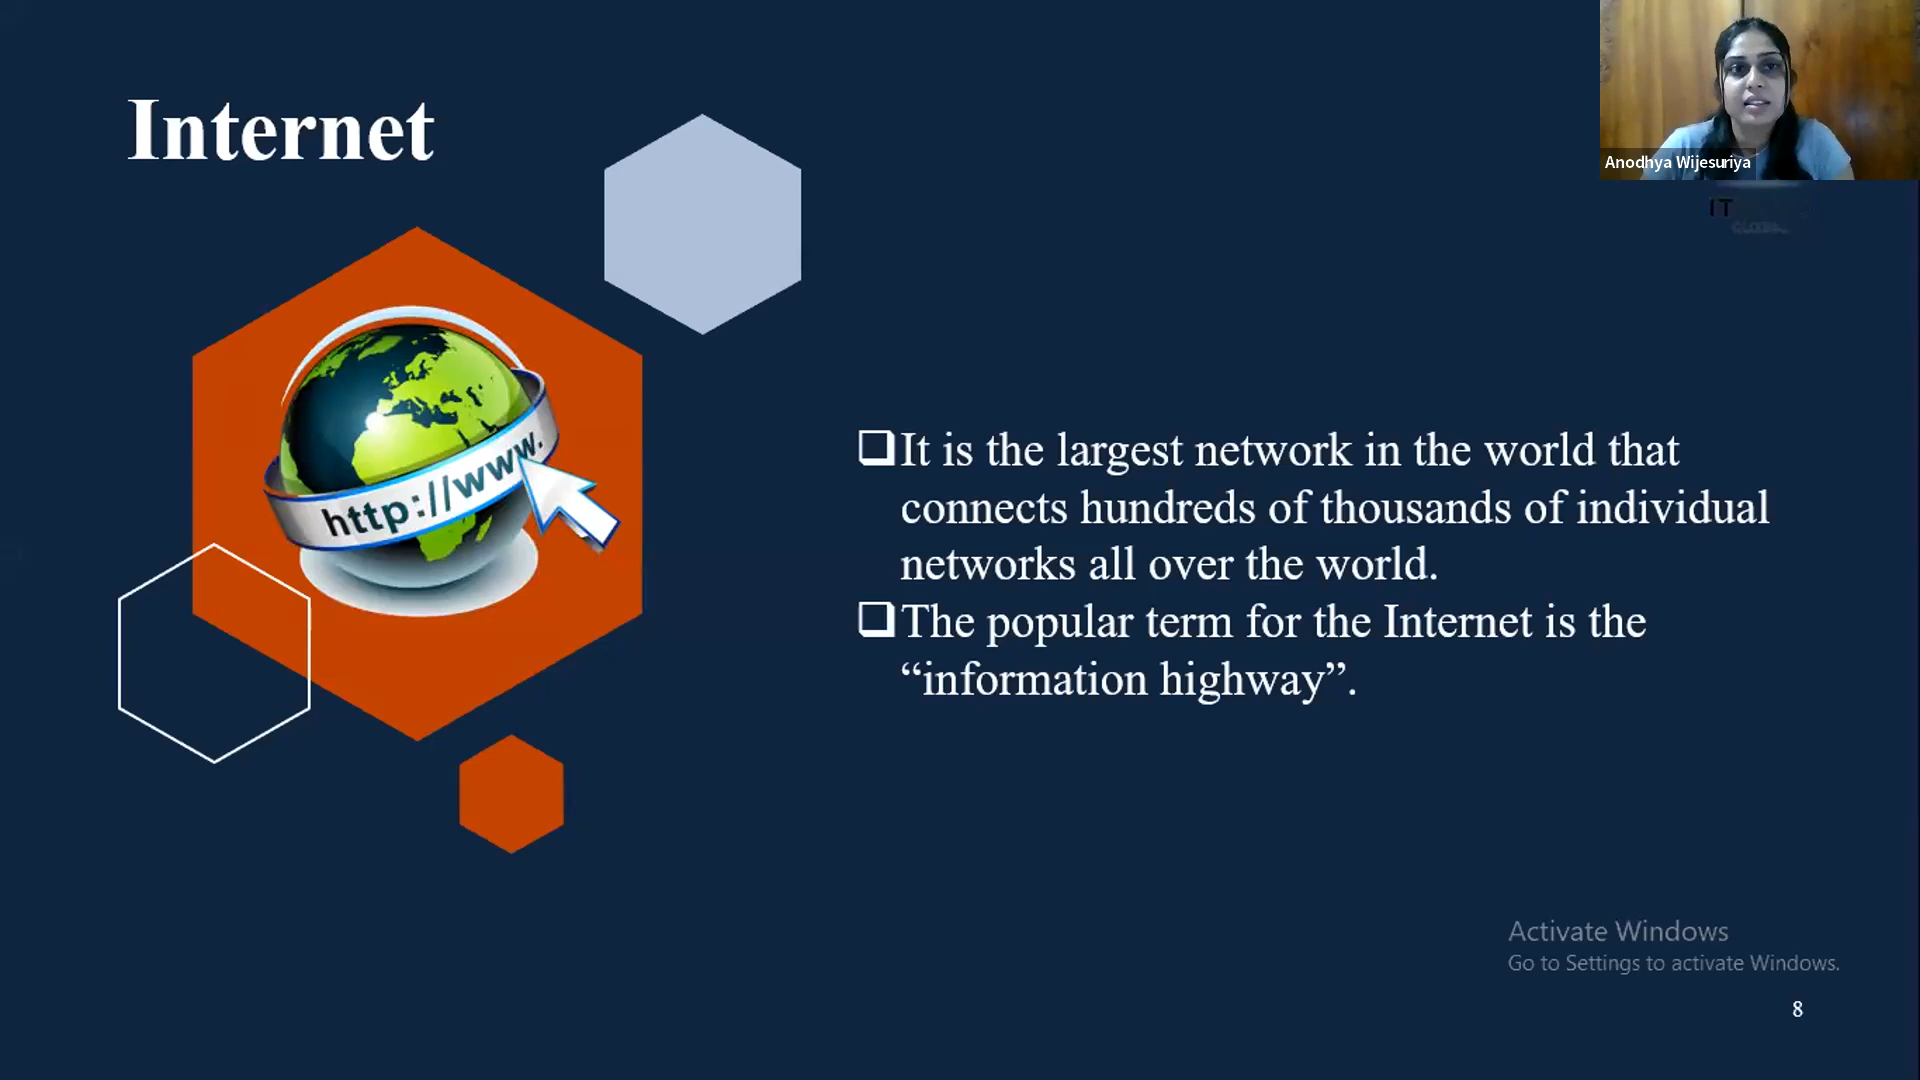 Internet
Anodhya Wijesuriya
IT
http://www.
❑It is the largest network in the world that
connects hundreds of thousands of individual
networks all over the world.
❑The popular term for the Internet is the
“information highway”.
Activate Windows
Go to Settings to activate Windows.
8